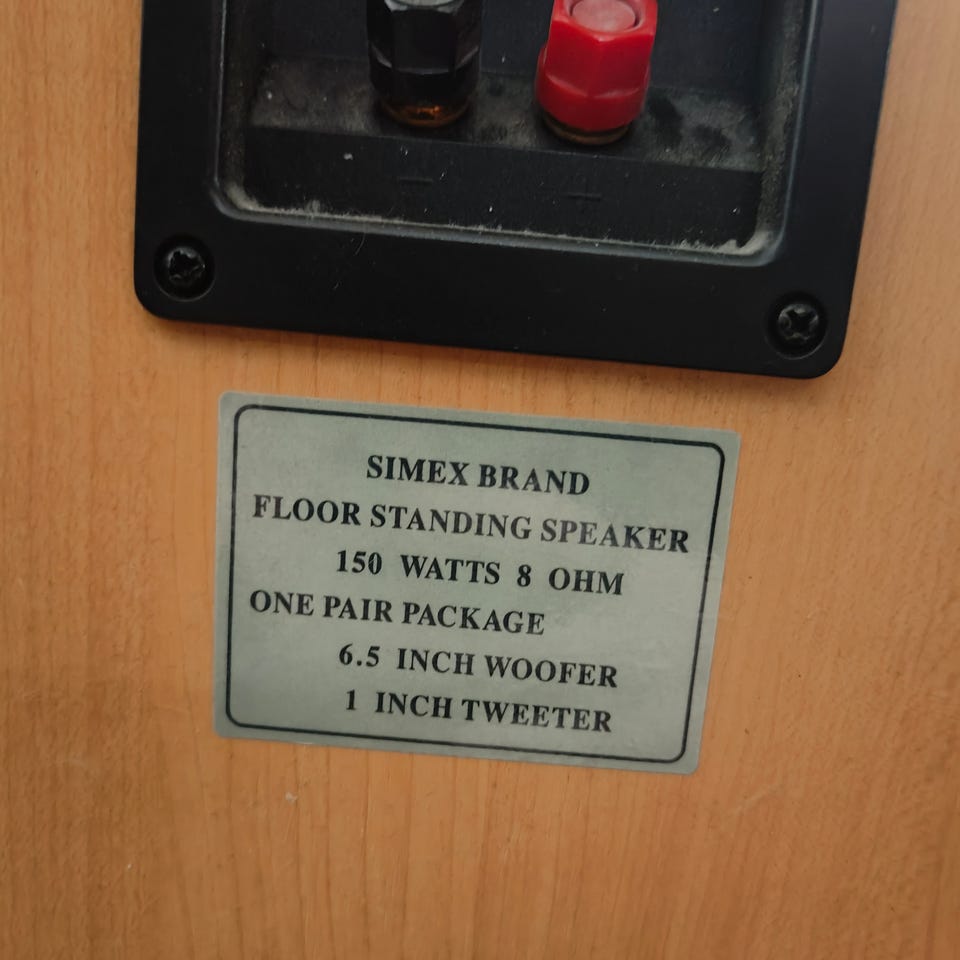 SIMEX BRAND
FLOOR STANDING SPEAKER
150 WATTS 8 OHM
ONE PAIR PACKAGE
6.5 INCH WOOFER
1 INCH TWEETER